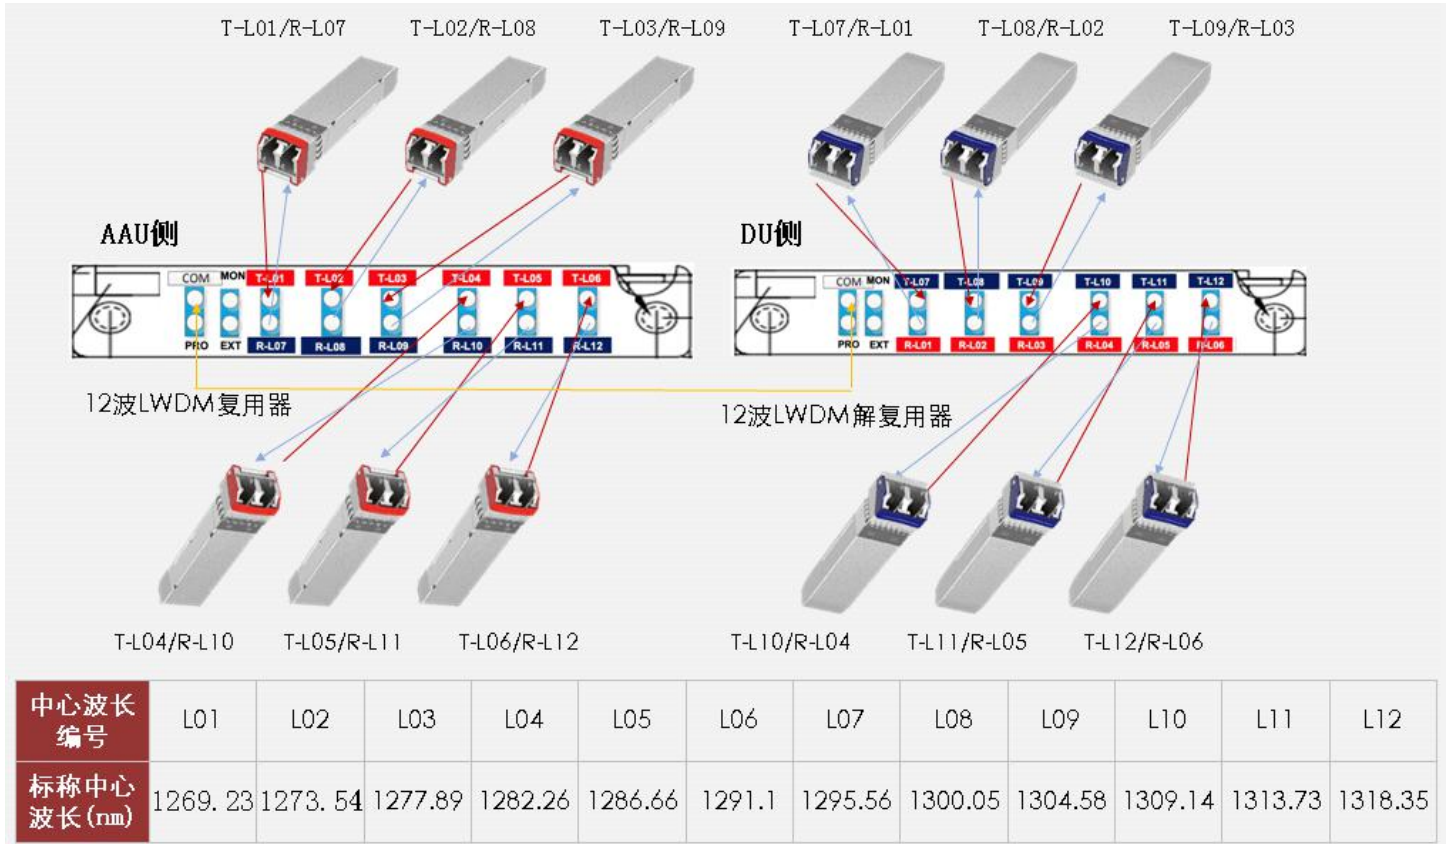 T-L01/R-L07 T-L02/R-L08 T-L03/R-L09 T-L07/R-L01 T-L08/R-L02 T-L09/R-L03
AAU侧
COM MON T-L01 T-L02 T-L03 T-L04 T-L05 T-L06
PRO EXT R-L07 R-L08 R-L09 R-L10 R-L11 R-L12
12波LWDM复用器
DU侧
COM MON T-L07 T-L08 T-L09 T-L10 T-L11 T-L12
PRO EXT R-L01 R-L02 R-L03 R-L04 R-L05 R-L06
12波LWDM解复用器
T-L04/R-L10 T-L05/R-L11 T-L06/R-L12 T-L10/R-L04 T-L11/R-L05 T-L12/R-L06
中心波长
编号
L01 L02 L03 L04 L05 L06 L07 L08 L09 L10 L11 L12
标称中心
波长(nm)
1269.23 1273.54 1277.89 1282.26 1286.66 1291.1 1295.56 1300.05 1304.58 1309.14 1313.73 1318.35